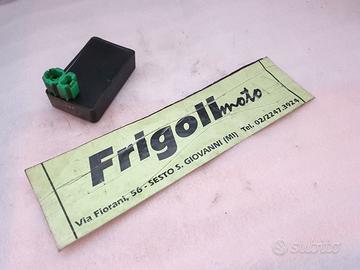 Frigolimoto
Via Fiorani, 56 - SESTO S. GIOVANNI (MI) Tel. 02/2247.3924
subito